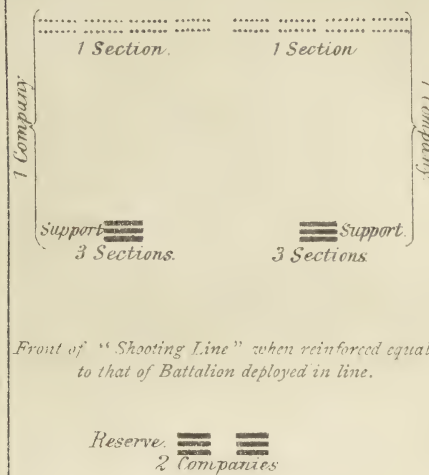 1 Section. 1 Section
1 Company.
1 Company.
Support Support.
3 Sections. 3 Sections
Front of "Shooting Line" when reinforced equal
to that of Battalion deployed in line.
Reserve.
2 Companies